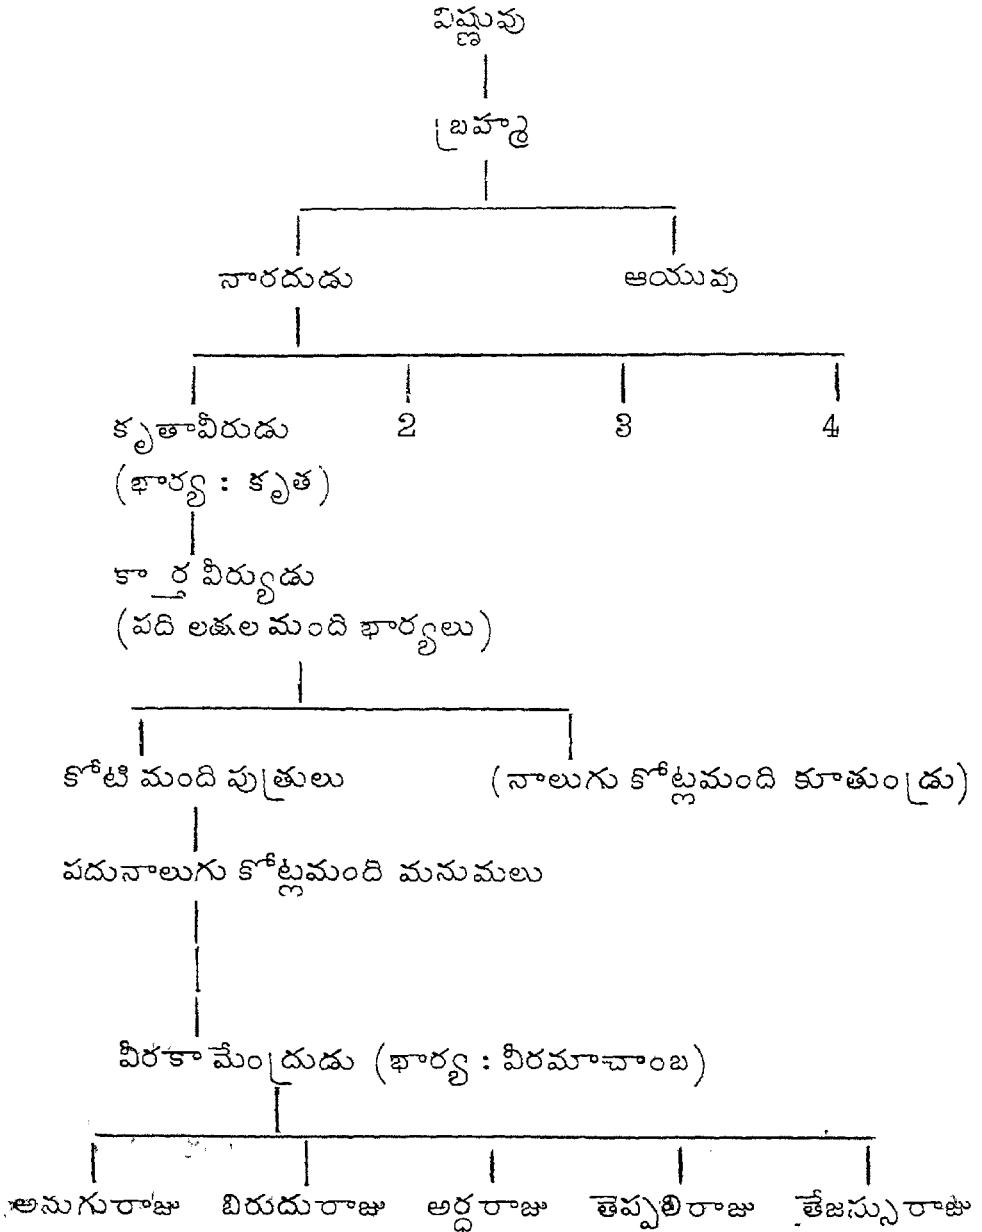 విష్ణువు
బ్రహ్మ
నారదుడు ఆయువు
కృతావీరుడు 2 3 4
(భార్య : కృత)
కార్తవీర్యుడు
(పది లక్షల మంది భార్యలు)
కోటి మంది పుత్రులు (నాలుగు కోట్లమంది కూతుండ్రు)
పదునాలుగు కోట్లమంది మనుమలు
వీరకామేంద్రుడు (భార్య : వీరమాచాంబ)
అనుగురాజు బిరుదురాజు అర్ధరాజు తెప్పలిరాజు తేజస్సురాజు